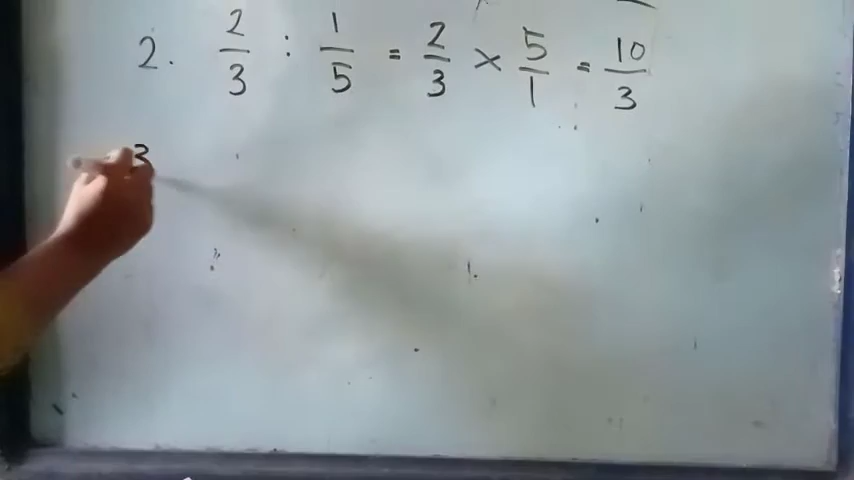 2. 2/3 : 1/5 = 2/3 × 5/1 = 10/3
3